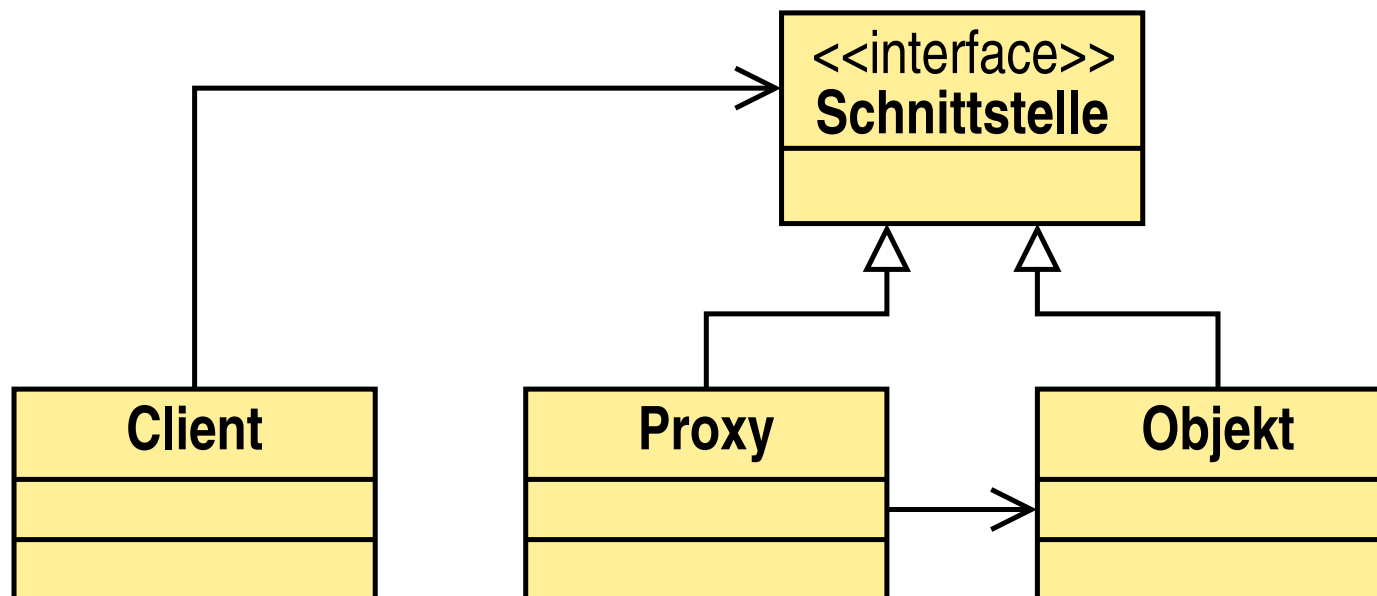 <<interface>>
Schnittstelle
Client
Proxy
Objekt